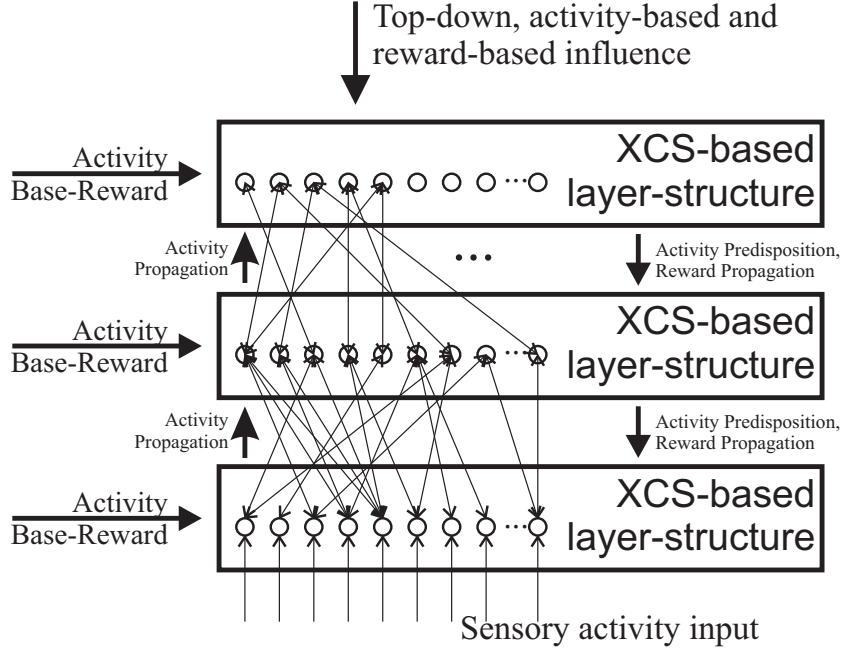 Top-down, activity-based and
reward-based influence
Activity
Base-Reward
XCS-based
layer-structure
Activity
Propagation
...
Activity Predisposition,
Reward Propagation
Activity
Base-Reward
...
XCS-based
layer-structure
Activity
Propagation
Activity Predisposition,
Reward Propagation
Activity
Base-Reward
...
XCS-based
layer-structure
Sensory activity input